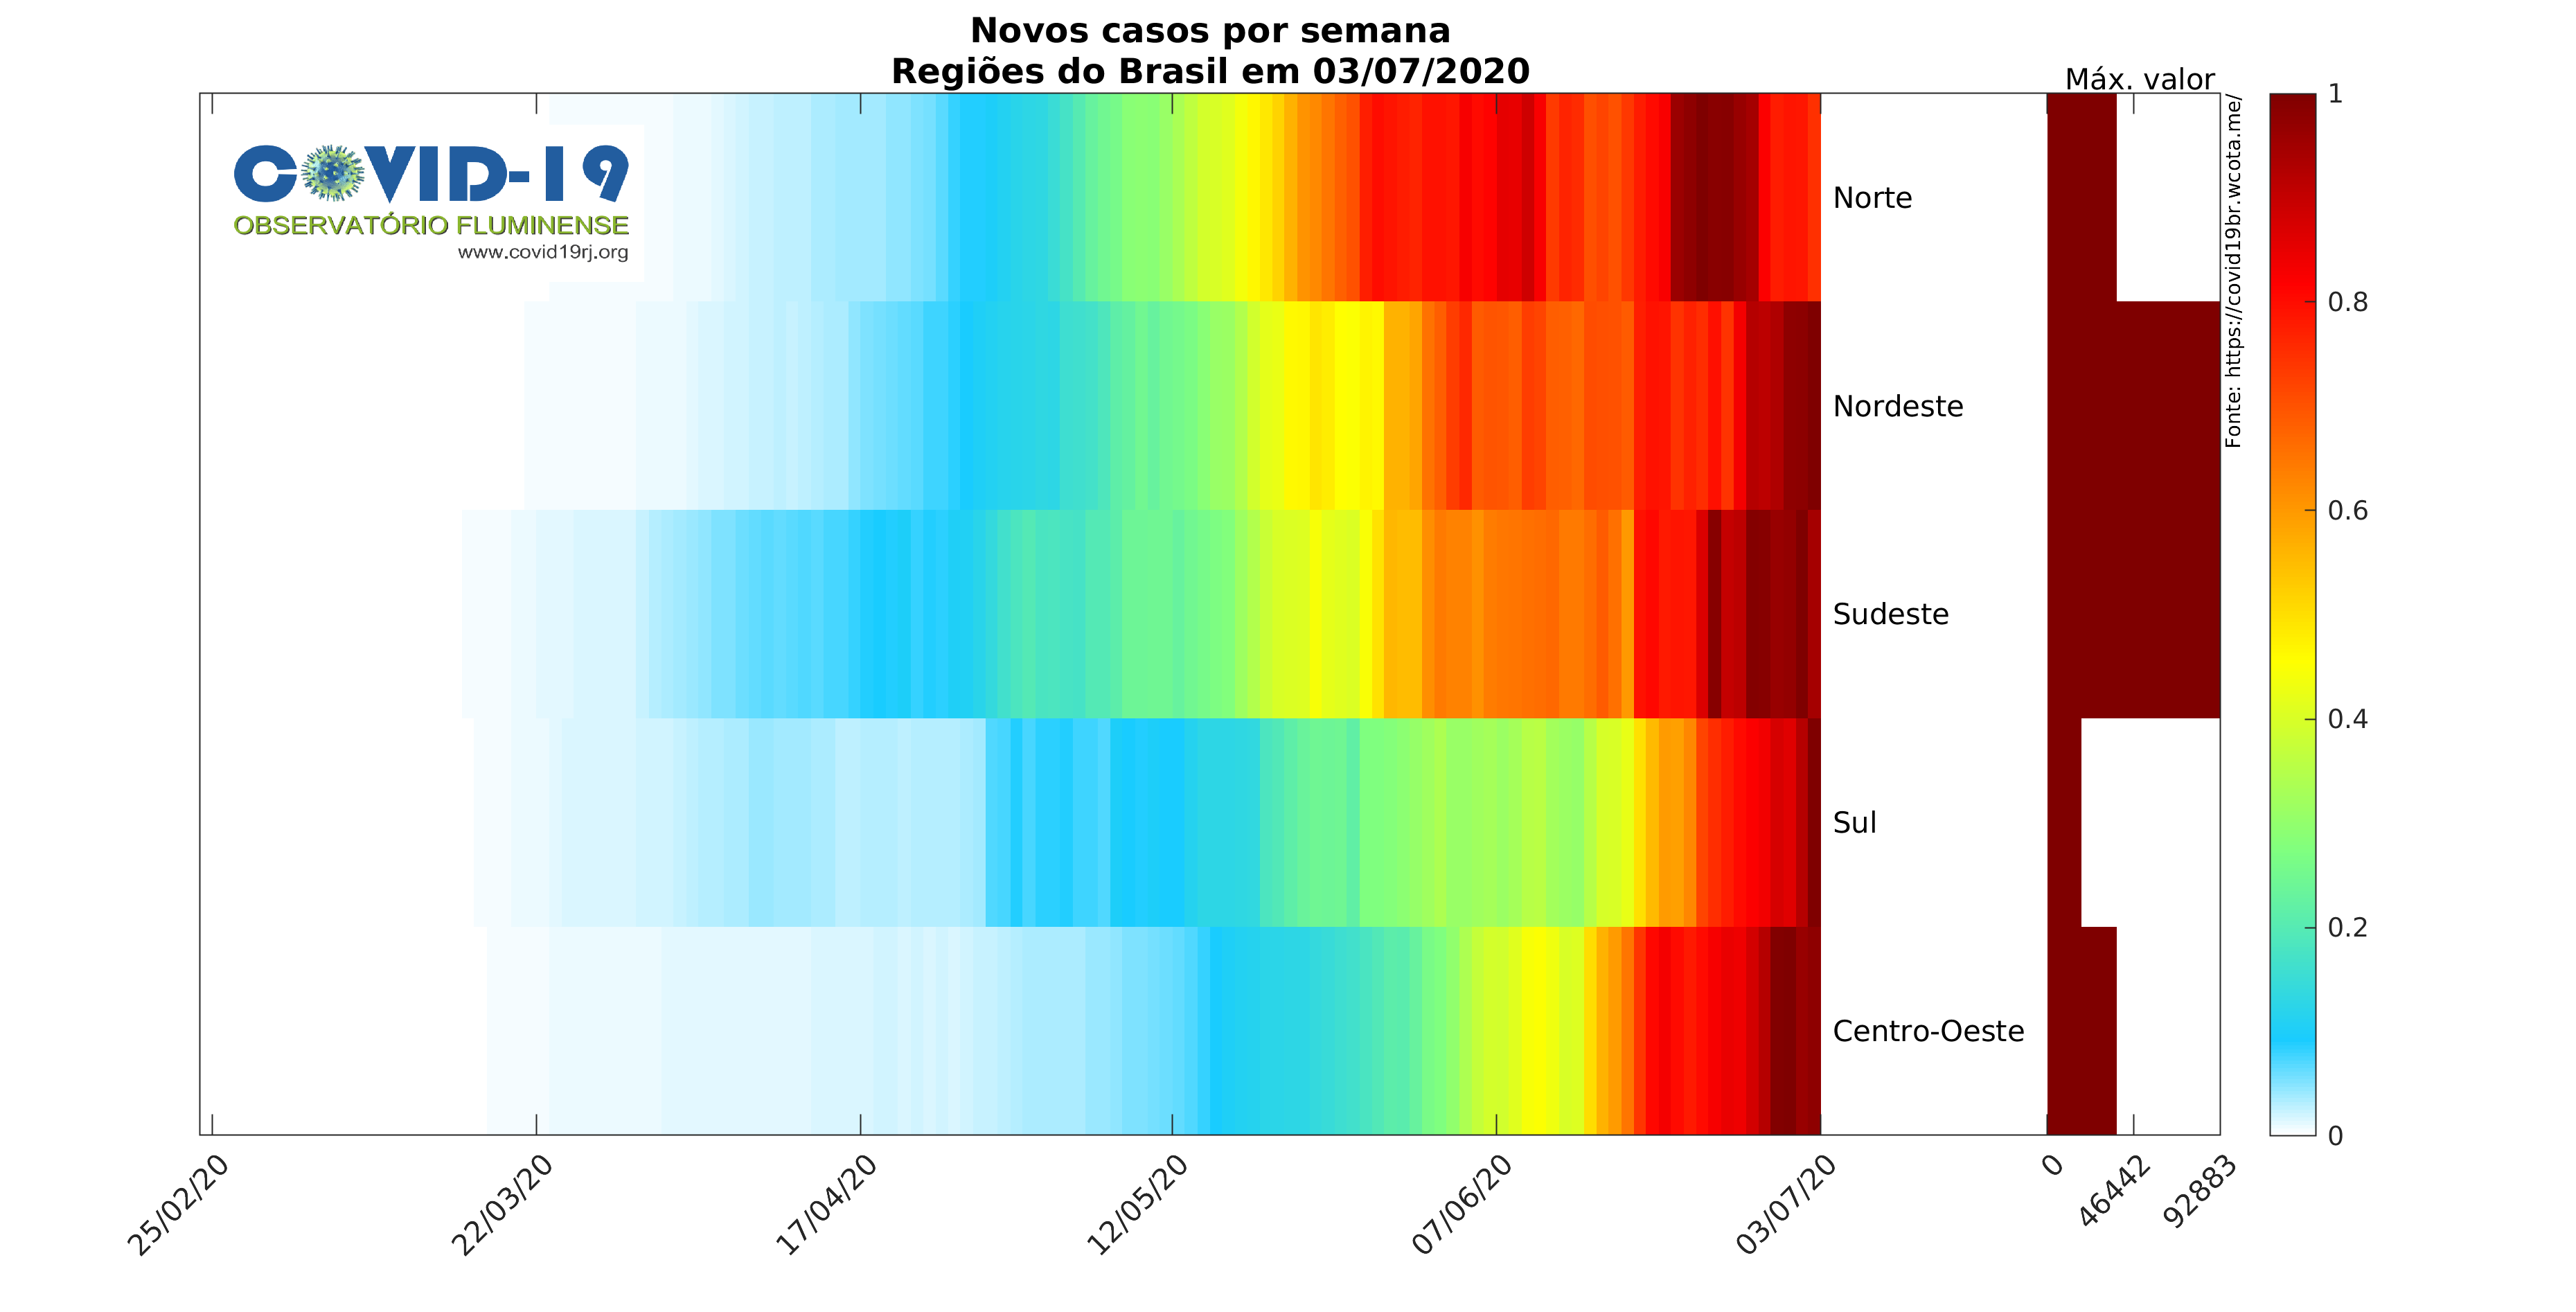 Novos casos por semana
Regiões do Brasil em 03/07/2020
Máx. valor
COVID-19
OBSERVATÓRIO FLUMINENSE
www.covid19rj.org
Norte
Nordeste
Sudeste
Sul
Centro-Oeste
Fonte: https://covid19br.wcota.me/
1
0.8
0.6
0.4
0.2
0
25/02/20
22/03/20
17/04/20
12/05/20
07/06/20
03/07/20
0
46442
92883